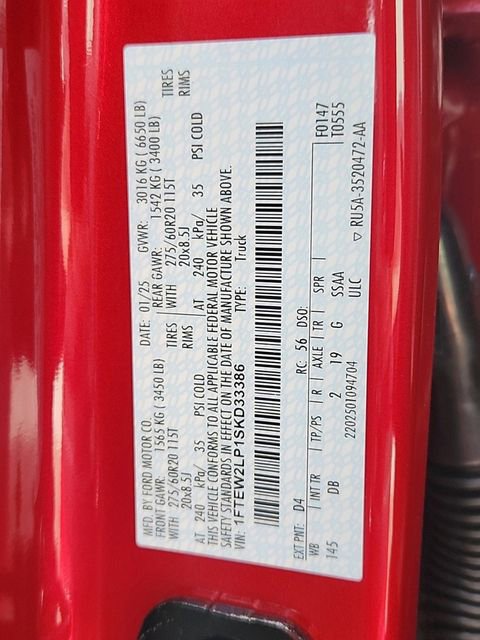 MFD. BY FORD MOTOR CO.
DATE: 01/25 GVWR: 3016 KG ( 6650 LB)
FRONT GAWR: 1565 KG ( 3450 LB) REAR GAWR: 1542 KG ( 3400 LB)
WITH 275/60R20 115T TIRES WITH 275/60R20 115T TIRES
20x8.5J RIMS 20x8.5J RIMS
AT 240 kPa/ 35 PSI COLD AT 240 kPa/ 35 PSI COLD
THIS VEHICLE CONFORMS TO ALL APPLICABLE FEDERAL MOTOR VEHICLE
SAFETY STANDARDS IN EFFECT ON THE DATE OF MANUFACTURE SHOWN ABOVE.
VIN: 1FTEW2LP1SKD33386 TYPE: Truck
EXT PNT: D4 RC: 56 DSO: F0147
WB INT TR TP/PS R AXLE TR SPR T0555
145 DB 2 19 G SSAA
ULC
2202501094704 ▽ RU5A-3520472-AA